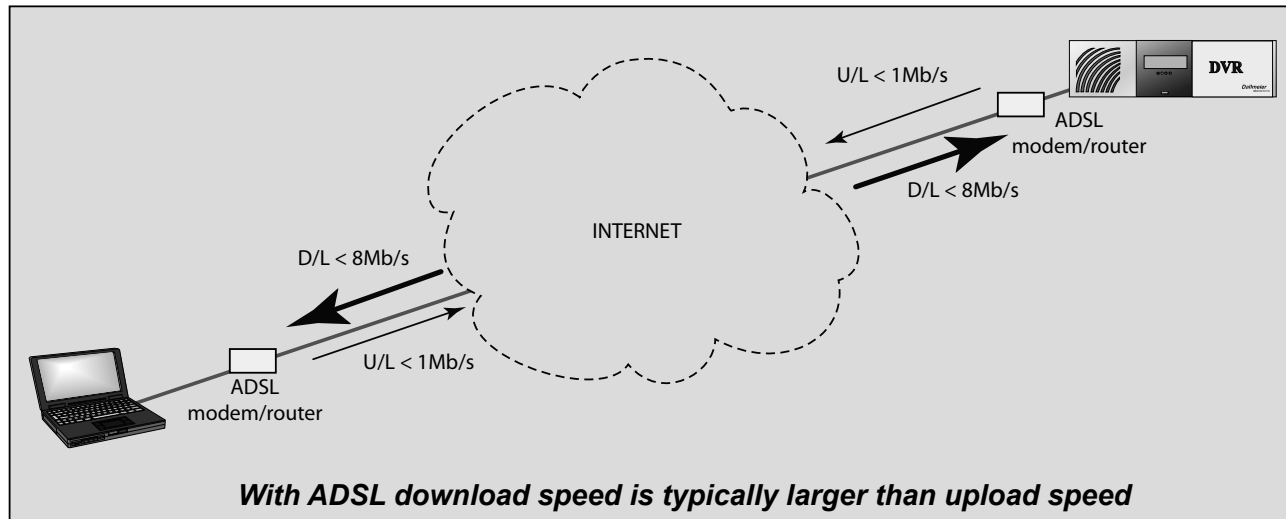 U/L < 1Mb/s
DVR
Dallmeier
ADSL
modem/router
D/L < 8Mb/s
INTERNET
D/L < 8Mb/s
U/L < 1Mb/s
ADSL
modem/router
With ADSL download speed is typically larger than upload speed